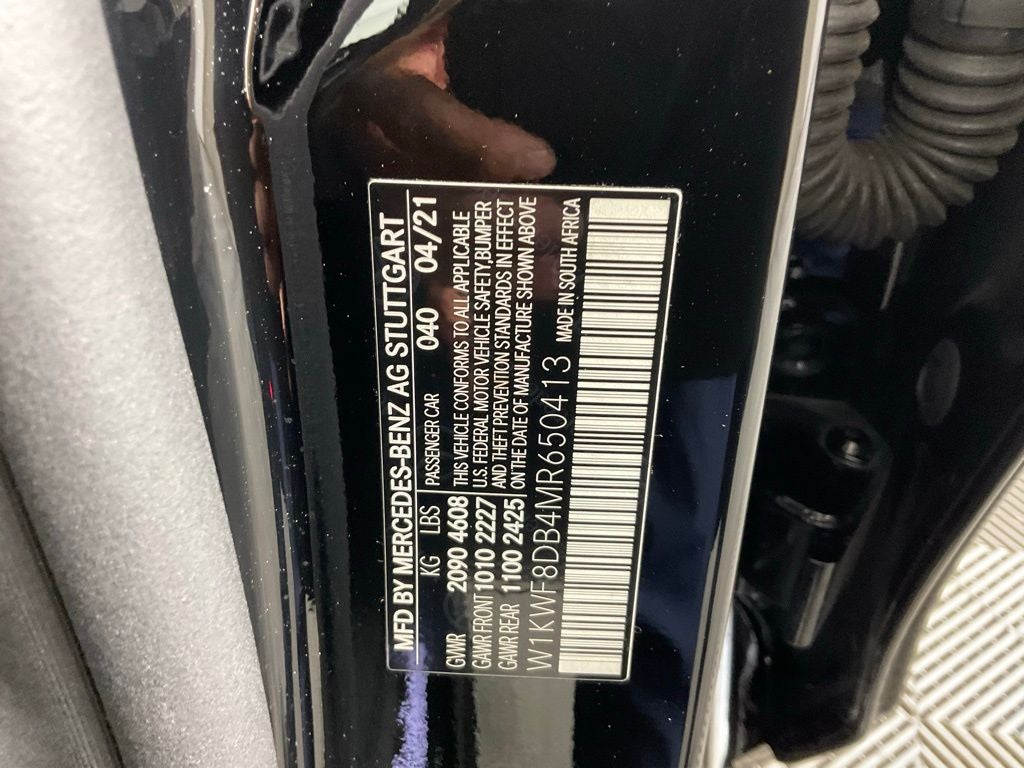 MFD BY MERCEDES-BENZ AG STUTTGART
KG LBS PASSENGER CAR 040 04/21
GWR 2090 4608 THIS VEHICLE CONFORMS TO ALL APPLICABLE
GAWR FRONT 1010 2227 U.S. FEDERAL MOTOR VEHICLE SAFETY, BUMPER
GAWR REAR 1100 2425 AND THEFT PREVENTION STANDARDS IN EFFECT
ON THE DATE OF MANUFACTURE SHOWN ABOVE
W1KWF8DB4MR650413 MADE IN SOUTH AFRICA